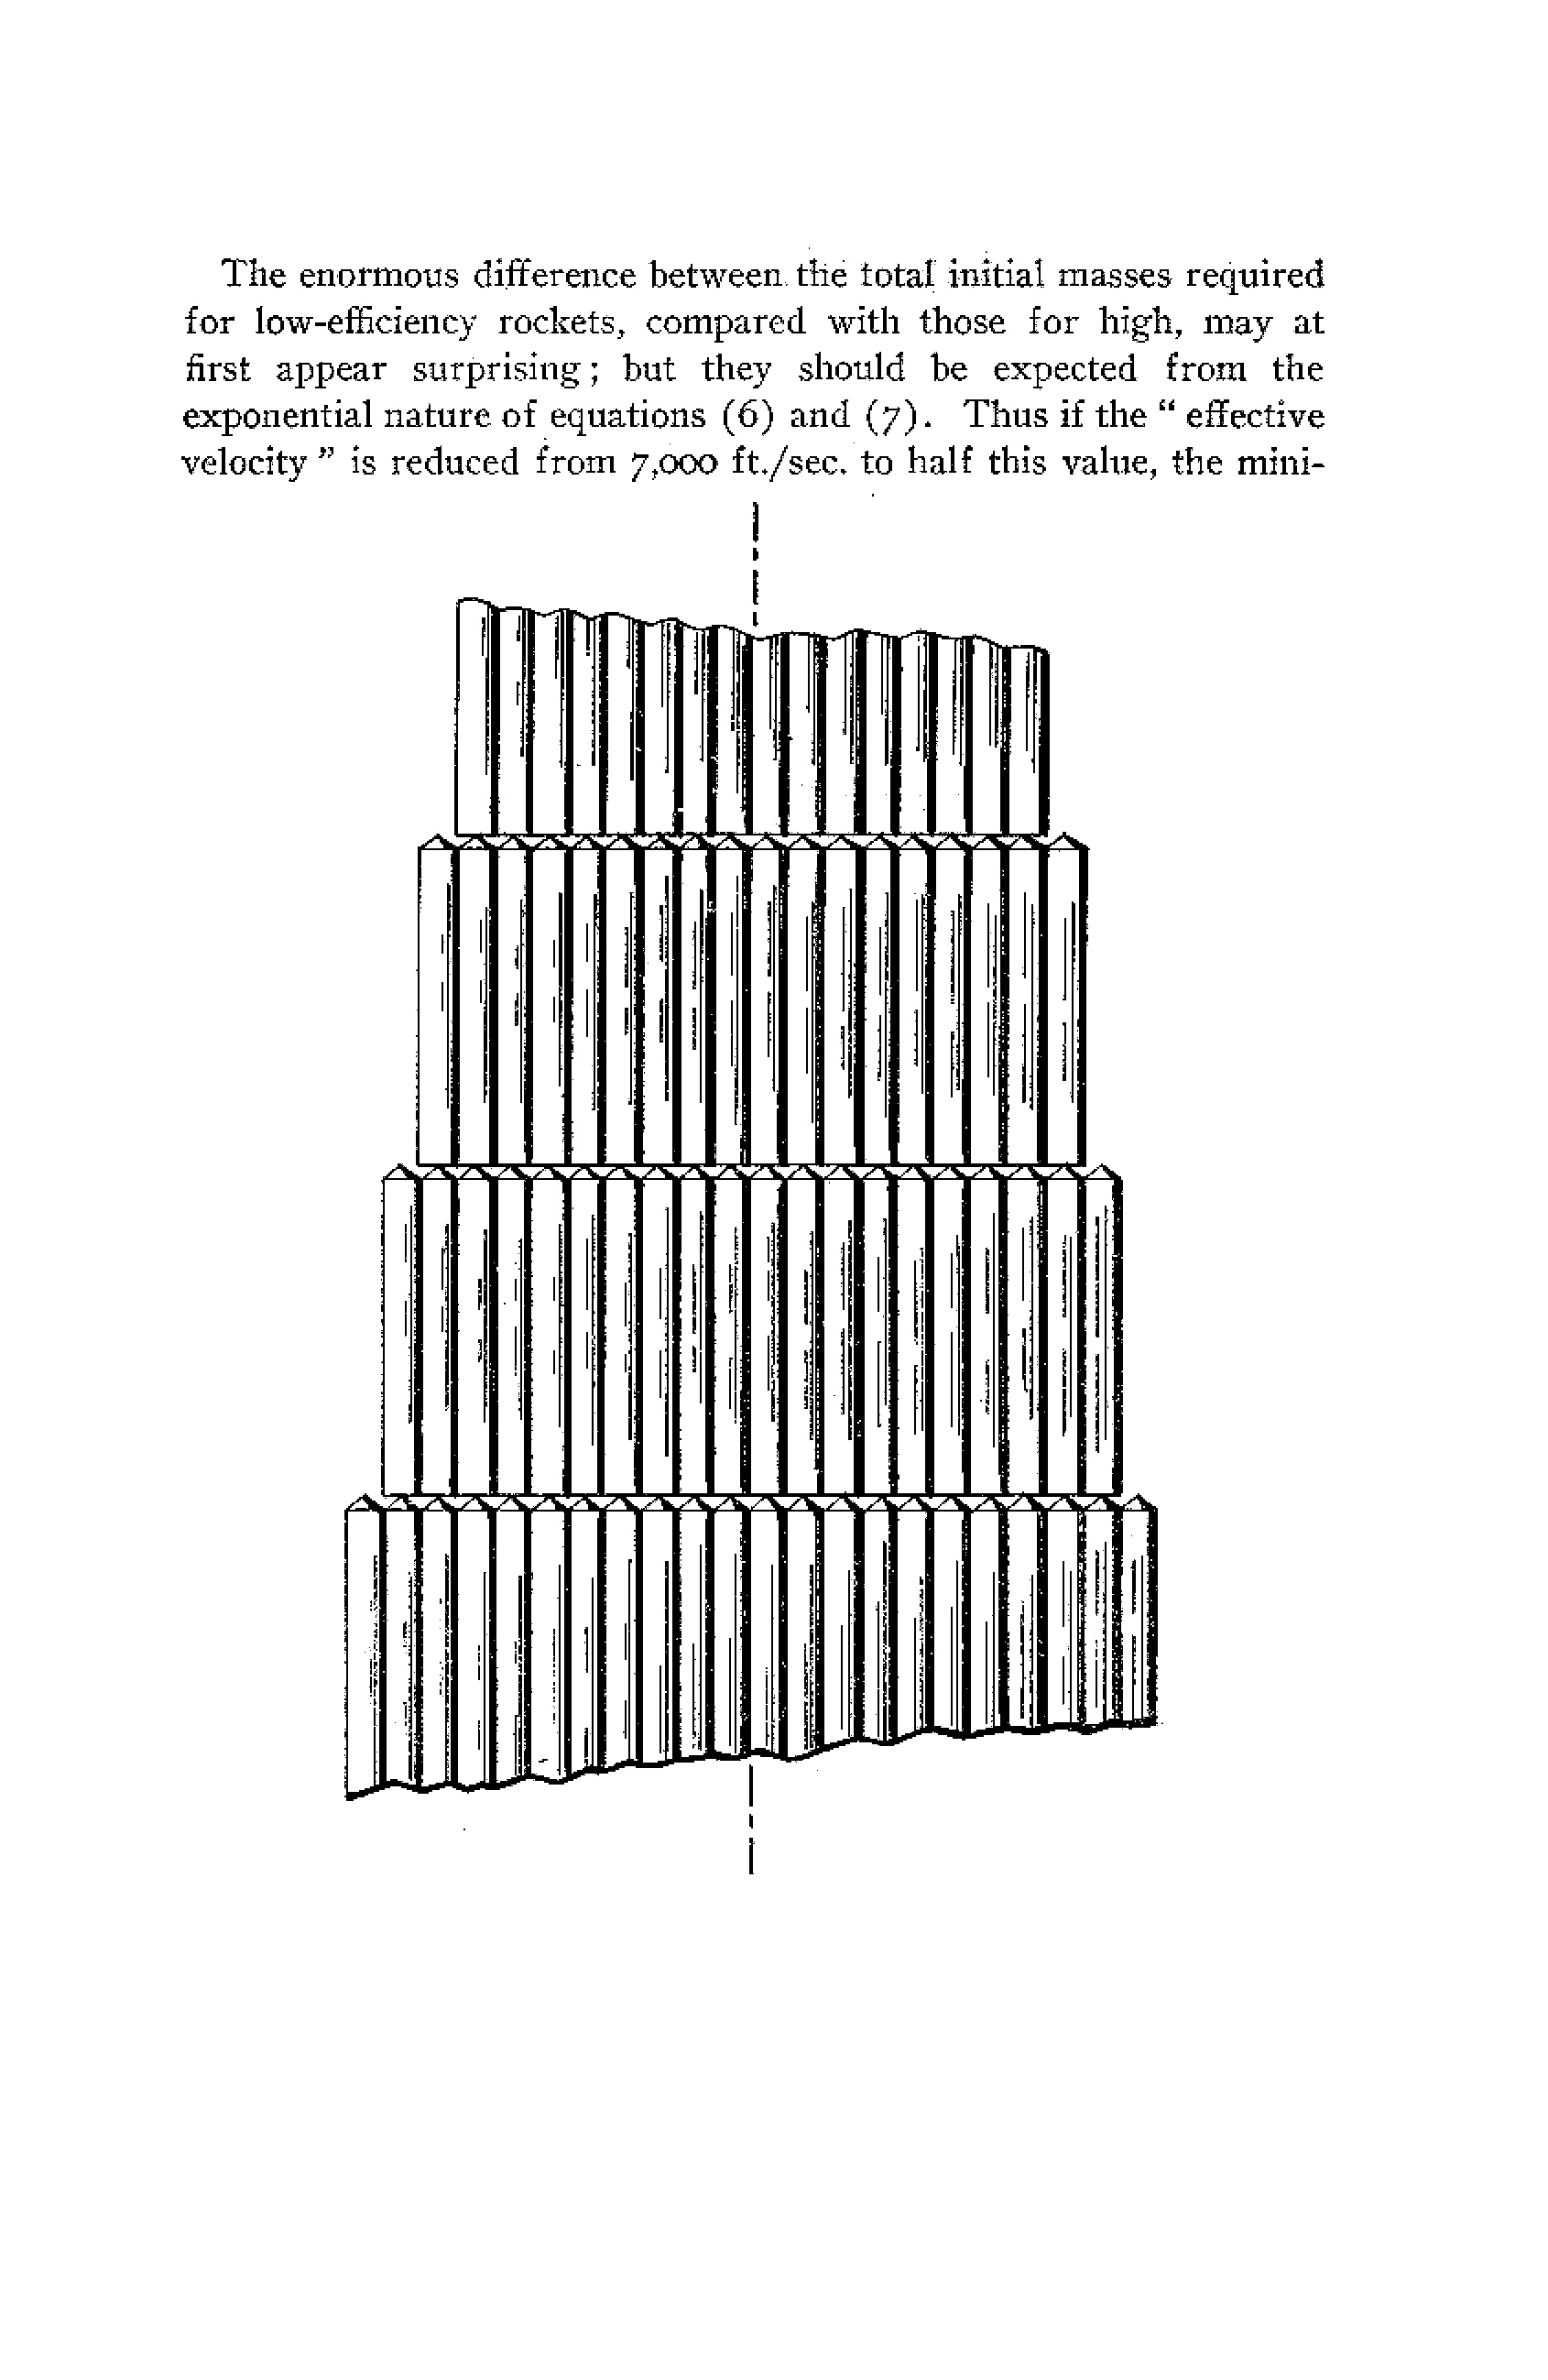 The enormous difference between the total initial masses required
for low-efficiency rockets, compared with those for high, may at
first appear surprising; but they should be expected from the
exponential nature of equations (6) and (7). Thus if the “ effective
velocity ” is reduced from 7,000 ft./sec. to half this value, the mini-